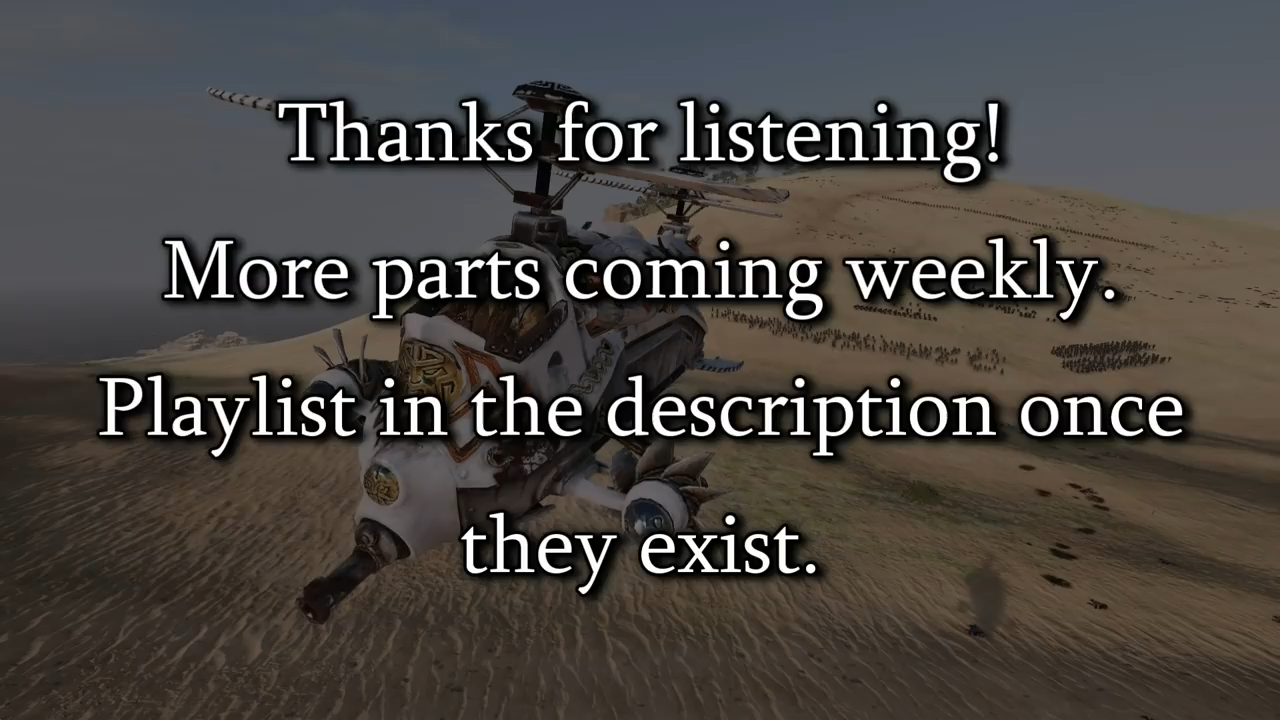 Thanks for listening!
More parts coming weekly.
Playlist in the description once
they exist.